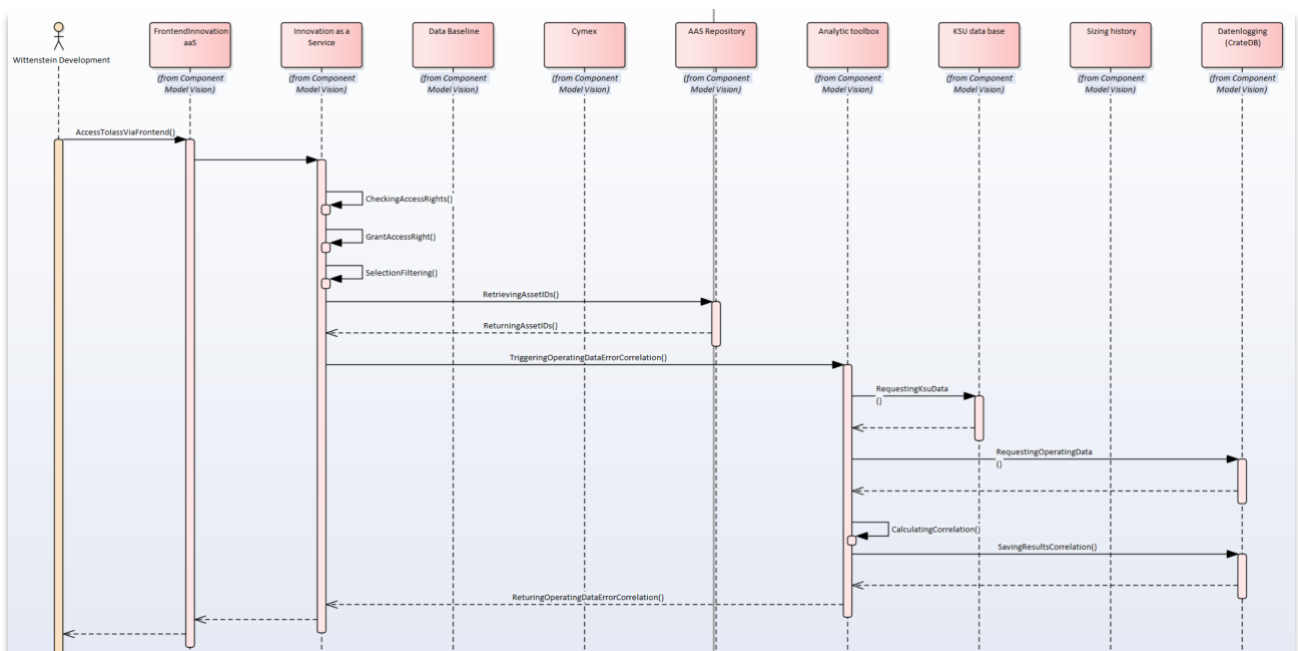 Wittenstein Development
FrontendInnovation
aaS
(from Component
Model Vision)
Innovation as a
Service
(from Component
Model Vision)
Data Baseline
(from Component
Model Vision)
Cymex
(from Component
Model Vision)
AAS Repository
(from Component
Model Vision)
Analytic toolbox
(from Component
Model Vision)
KSU data base
(from Component
Model Vision)
Sizing history
(from Component
Model Vision)
Datenlogging
(CrateDB)
(from Component
Model Vision)
AccessToIassViaFrontend()
CheckingAccessRights()
GrantAccessRight()
SelectionFiltering()
RetrievingAssetIDs()
ReturningAssetIDs()
TriggeringOperatingDataErrorCorrelation()
RequestingKsuData
()
RequestingOperatingData
()
CalculatingCorrelation()
SavingResultsCorrelation()
ReturingOperatingDataErrorCorrelation()